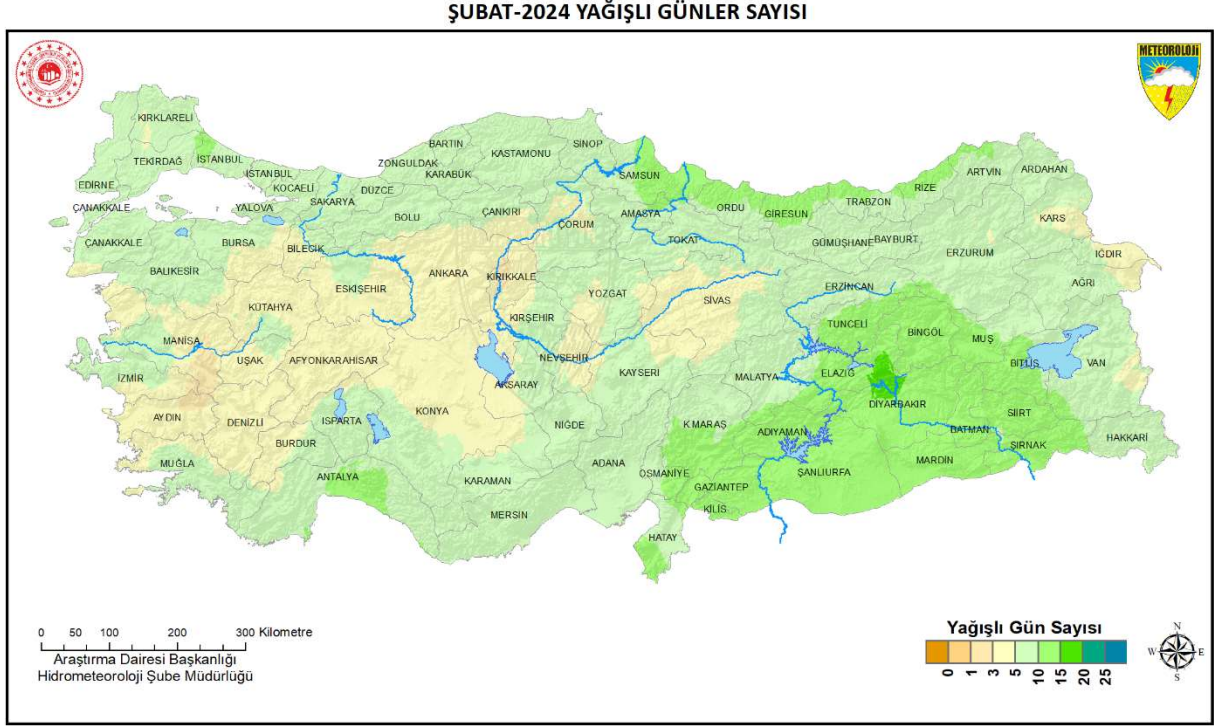 ŞUBAT-2024 YAĞIŞLI GÜNLER SAYISI
METEOROLOJİ
KIRKLARELİ
TEKİRDAĞ
İSTANBUL
İSTANBUL
EDİRNE
KOCAELİ
ÇANAKKALE
YALOVA
SAKARYA
DÜZCE
ZONGULDAK
BARTIN
KARABÜK
KASTAMONU
SİNOP
SAMSUN
ORDU
GİRESUN
TRABZON
RİZE
ARTVİN
ARDAHAN
KARS
ÇANAKKALE
BURSA
BİLECİK
BOLU
ÇANKIRI
ÇORUM
AMASYA
TOKAT
GÜMÜŞHANE
BAYBURT
ERZURUM
IĞDIR
AĞRI
BALIKESİR
KÜTAHYA
ESKİŞEHİR
ANKARA
KIRIKKALE
YOZGAT
SİVAS
ERZİNCAN
TUNCELİ
BİNGÖL
MUŞ
BİTLİS
VAN
MANİSA
UŞAK
AFYONKARAHİSAR
KIRŞEHİR
NEVŞEHİR
AKSARAY
KAYSERİ
MALATYA
ELAZIĞ
DİYARBAKIR
İZMİR
AYDIN
DENİZLİ
BURDUR
ISPARTA
KONYA
NİĞDE
K.MARAŞ
ADIYAMAN
BATMAN
SİİRT
ŞIRNAK
HAKKARİ
MUĞLA
ANTALYA
KARAMAN
MERSİN
ADANA
OSMANİYE
GAZİANTEP
KİLİS
ŞANLIURFA
MARDİN
HATAY
0 50 100 200 300 Kilometre
Araştırma Dairesi Başkanlığı
Hidrometeoroloji Şube Müdürlüğü
Yağışlı Gün Sayısı
0 1 3 5 10 15 20 25
N
W E
S